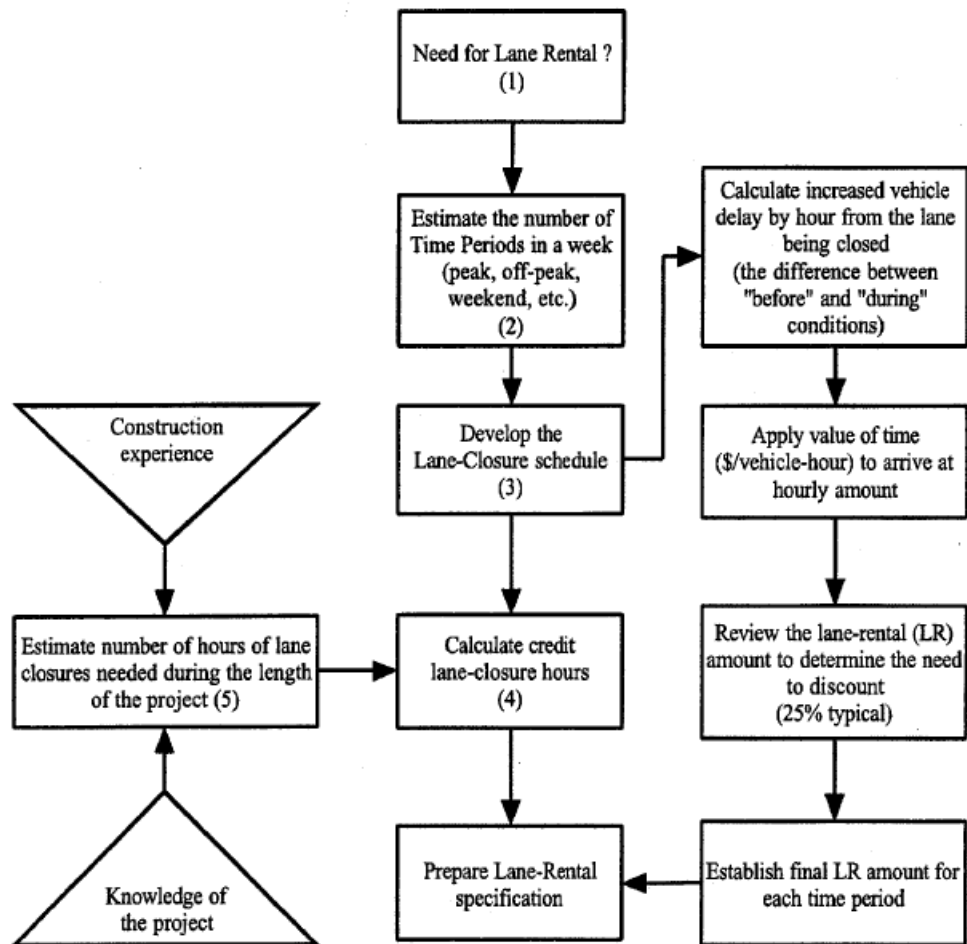 Need for Lane Rental ?
(1)
Estimate the number of
Time Periods in a week
(peak, off-peak,
weekend, etc.)
(2)
Calculate increased vehicle
delay by hour from the lane
being closed
(the difference between
"before" and "during"
conditions)
Construction
experience
Develop the
Lane-Closure schedule
(3)
Apply value of time
($/vehicle-hour) to arrive at
hourly amount
Estimate number of hours of lane
closures needed during the length
of the project (5)
Calculate credit
lane-closure hours
(4)
Review the lane-rental (LR)
amount to determine the need
to discount
(25% typical)
Knowledge of
the project
Prepare Lane-Rental
specification
Establish final LR amount for
each time period